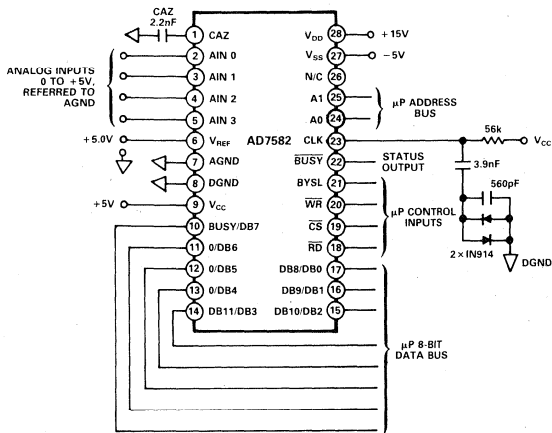 CAZ
2.2nF
1 CAZ
2 AIN 0
3 AIN 1
4 AIN 2
5 AIN 3
6 VREF
7 AGND
8 DGND
9 VCC
10 BUSY/DB7
11 0/DB6
12 0/DB5
13 0/DB4
14 DB11/DB3
ANALOG INPUTS
0 TO +5V,
REFERRED TO
AGND
+5.0V
+5V
AD7582
VDD 28
VSS 27
N/C 26
A1 25
A0 24
CLK 23
BUSY 22
BYSL 21
WR 20
CS 19
RD 18
DB8/DB0 17
DB9/DB1 16
DB10/DB2 15
+15V
−5V
μP ADDRESS
BUS
56k
VCC
3.9nF
STATUS
OUTPUT
560pF
μP CONTROL
INPUTS
2×IN914
DGND
μP 8-BIT
DATA BUS